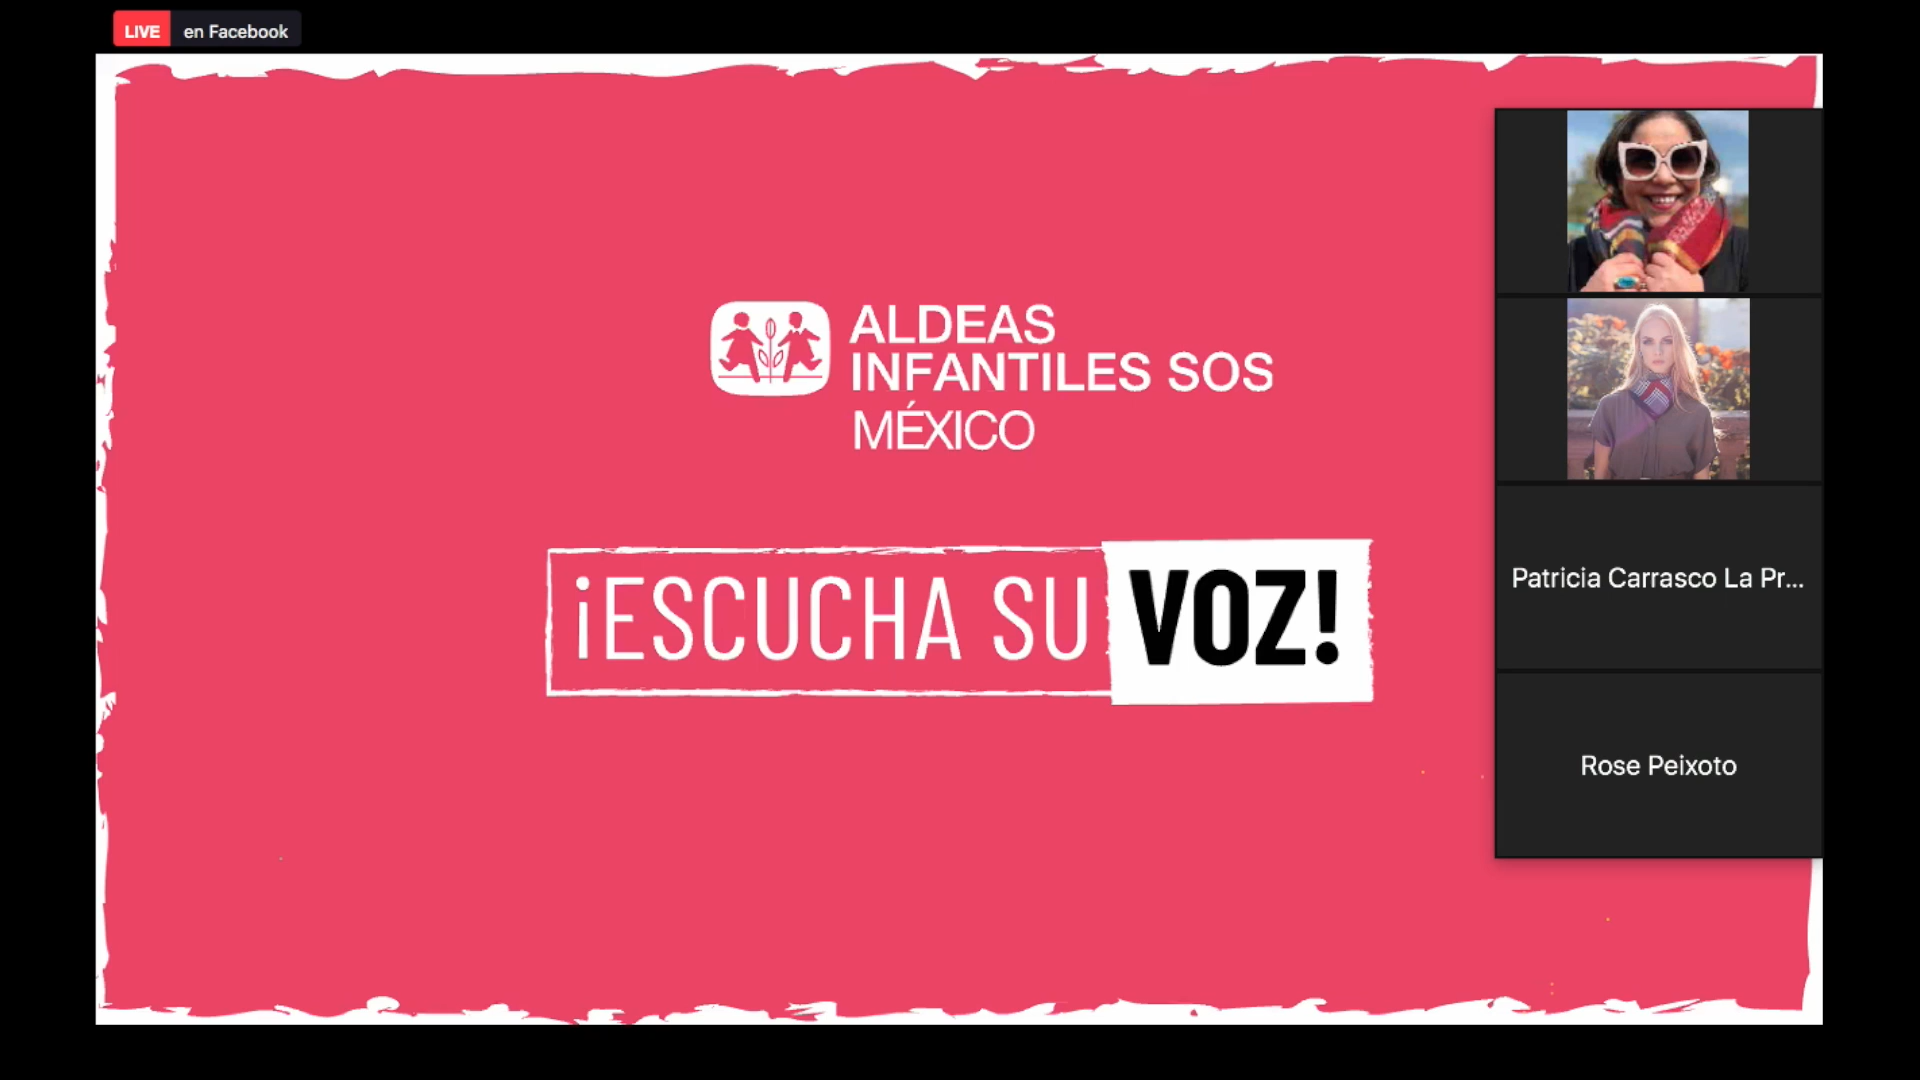 LIVE en Facebook
ALDEAS
INFANTILES SOS
MÉXICO
¡ESCUCHA SU VOZ!
Patricia Carrasco La Pr...
Rose Peixoto